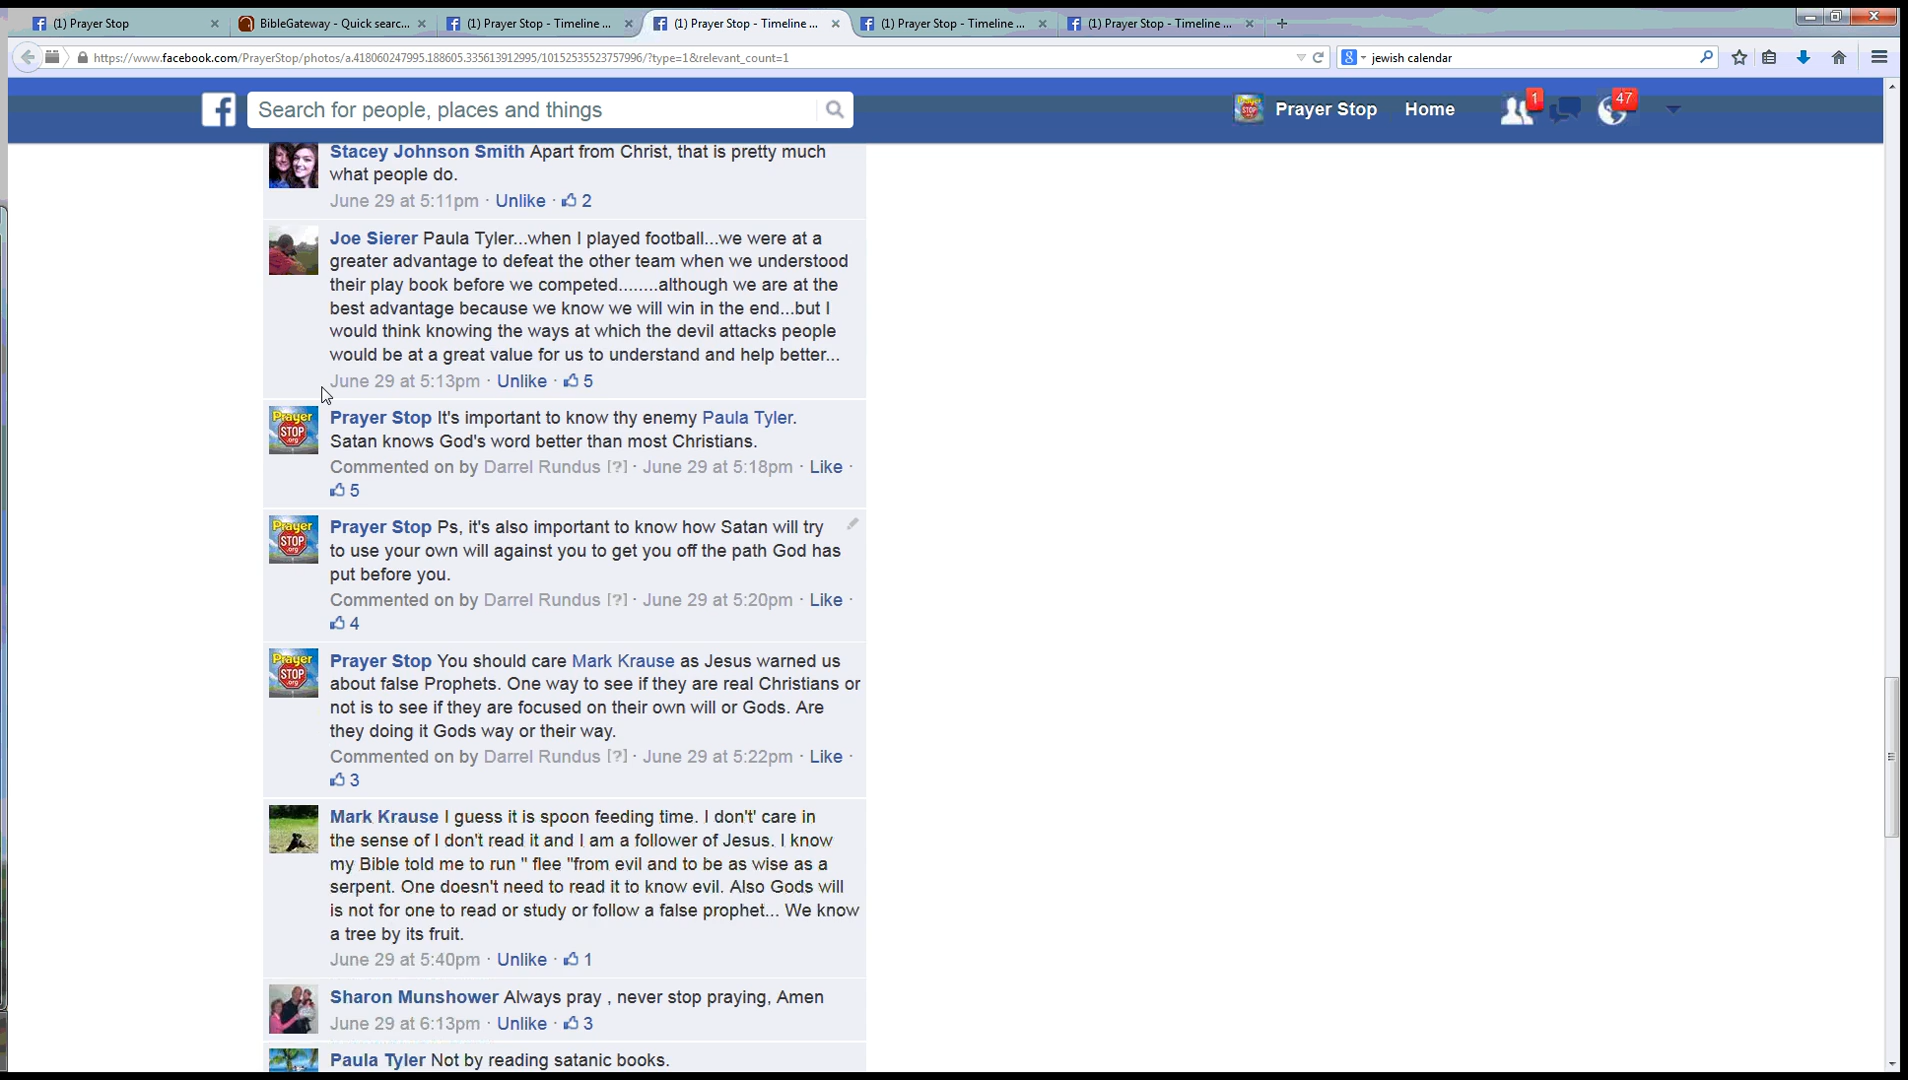 (1) Prayer Stop
BibleGateway - Quick searc...
(1) Prayer Stop - Timeline ...
(1) Prayer Stop - Timeline ...
(1) Prayer Stop - Timeline ...
(1) Prayer Stop - Timeline ...
https://www.facebook.com/PrayerStop/photos/a.418060247995.188605.335613912995/10152535523757996/?type=1&relevant_count=1
jewish calendar
Search for people, places and things
Prayer Stop
Home
1
47
Stacey Johnson Smith Apart from Christ, that is pretty much
what people do.
June 29 at 5:11pm · Unlike · 2
Joe Sierer Paula Tyler...when I played football...we were at a
greater advantage to defeat the other team when we understood
their play book before we competed........although we are at the
best advantage because we know we will win in the end...but I
would think knowing the ways at which the devil attacks people
would be at a great value for us to understand and help better...
June 29 at 5:13pm · Unlike · 5
Prayer STOP .org
Prayer Stop It's important to know thy enemy Paula Tyler.
Satan knows God's word better than most Christians.
Commented on by Darrel Rundus [?] · June 29 at 5:18pm · Like ·
5
Prayer STOP .org
Prayer Stop Ps, it's also important to know how Satan will try
to use your own will against you to get you off the path God has
put before you.
Commented on by Darrel Rundus [?] · June 29 at 5:20pm · Like ·
4
Prayer STOP .org
Prayer Stop You should care Mark Krause as Jesus warned us
about false Prophets. One way to see if they are real Christians or
not is to see if they are focused on their own will or Gods. Are
they doing it Gods way or their way.
Commented on by Darrel Rundus [?] · June 29 at 5:22pm · Like ·
3
Mark Krause I guess it is spoon feeding time. I don't' care in
the sense of I don't read it and I am a follower of Jesus. I know
my Bible told me to run " flee "from evil and to be as wise as a
serpent. One doesn't need to read it to know evil. Also Gods will
is not for one to read or study or follow a false prophet... We know
a tree by its fruit.
June 29 at 5:40pm · Unlike · 1
Sharon Munshower Always pray , never stop praying, Amen
June 29 at 6:13pm · Unlike · 3
Paula Tyler Not by reading satanic books.